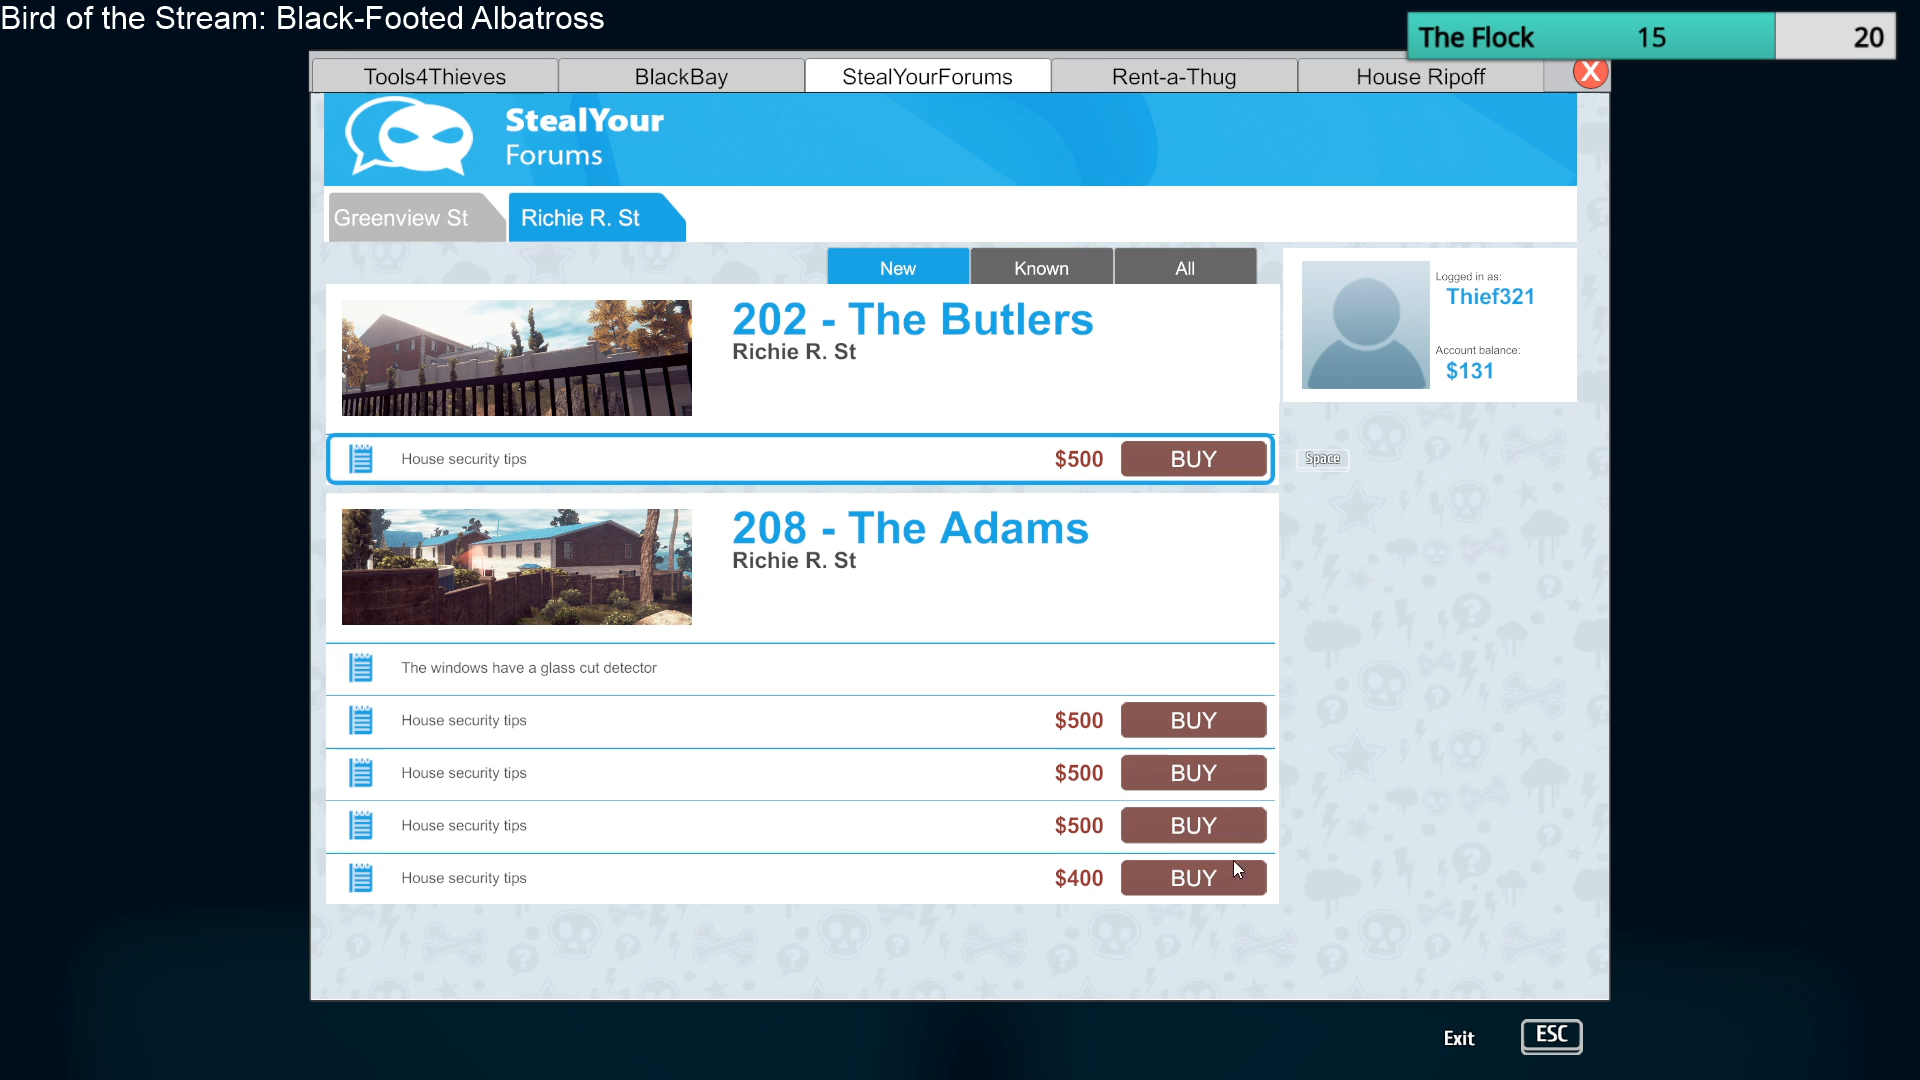 Bird of the Stream: Black-Footed Albatross
The Flock 15 20
Tools4Thieves BlackBay StealYourForums Rent-a-Thug House Ripoff X
StealYour
Forums
Greenview St Richie R. St
New Known All
Logged in as:
Thief321
Account balance:
$131
202 - The Butlers
Richie R. St
House security tips $500 BUY Space
208 - The Adams
Richie R. St
The windows have a glass cut detector
House security tips $500 BUY
House security tips $500 BUY
House security tips $500 BUY
House security tips $400 BUY
Exit ESC